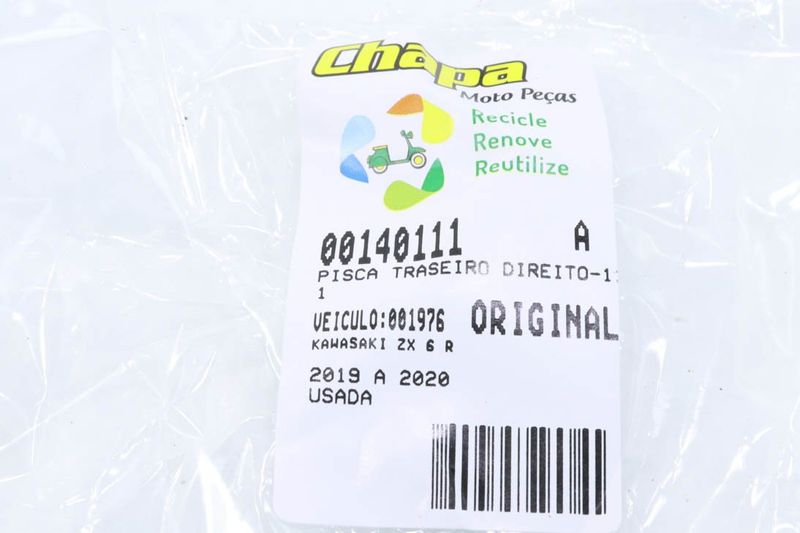 Chapa
Moto Peças
Recicle
Renove
Reutilize
00140111 A
PISCA TRASEIRO DIREITO-1
1
VEICULO:001976 ORIGINAL
KAWASAKI ZX 6 R
2019 A 2020
USADA